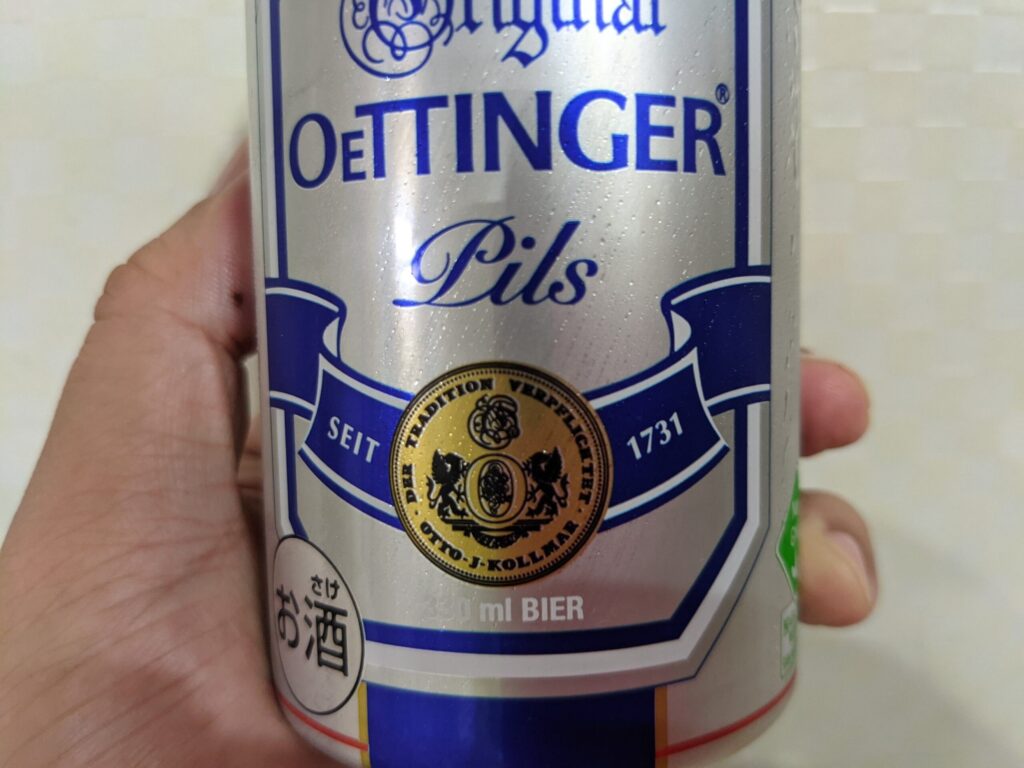 Original
OETTINGER®
Pils
SEIT
1731
DER TRADITION VERPFLICHTET
O
· OTTO-J-KOLLMAR ·
ml BIER
さけ
お酒